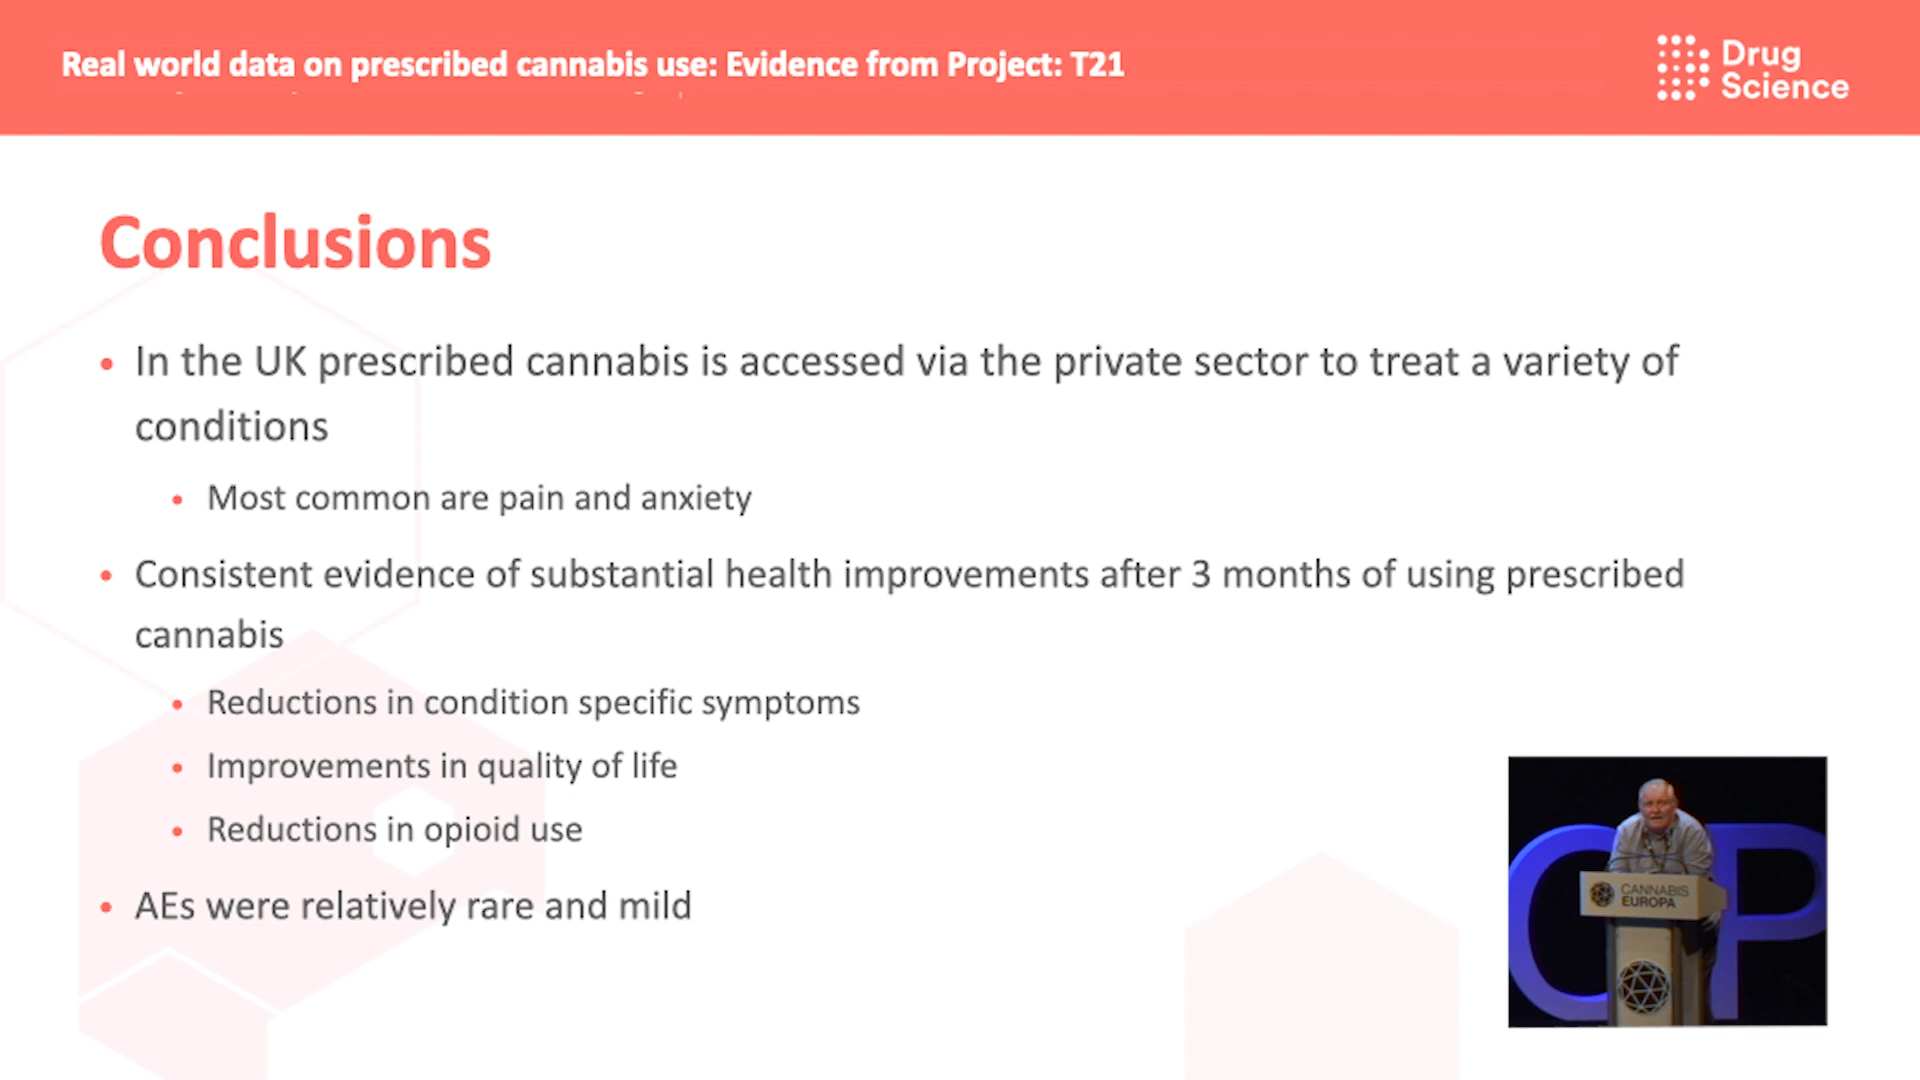 Real world data on prescribed cannabis use: Evidence from Project: T21
Drug
Science
Conclusions
• In the UK prescribed cannabis is accessed via the private sector to treat a variety of
conditions
• Most common are pain and anxiety
• Consistent evidence of substantial health improvements after 3 months of using prescribed
cannabis
• Reductions in condition specific symptoms
• Improvements in quality of life
• Reductions in opioid use
• AEs were relatively rare and mild
CANNABIS
EUROPA